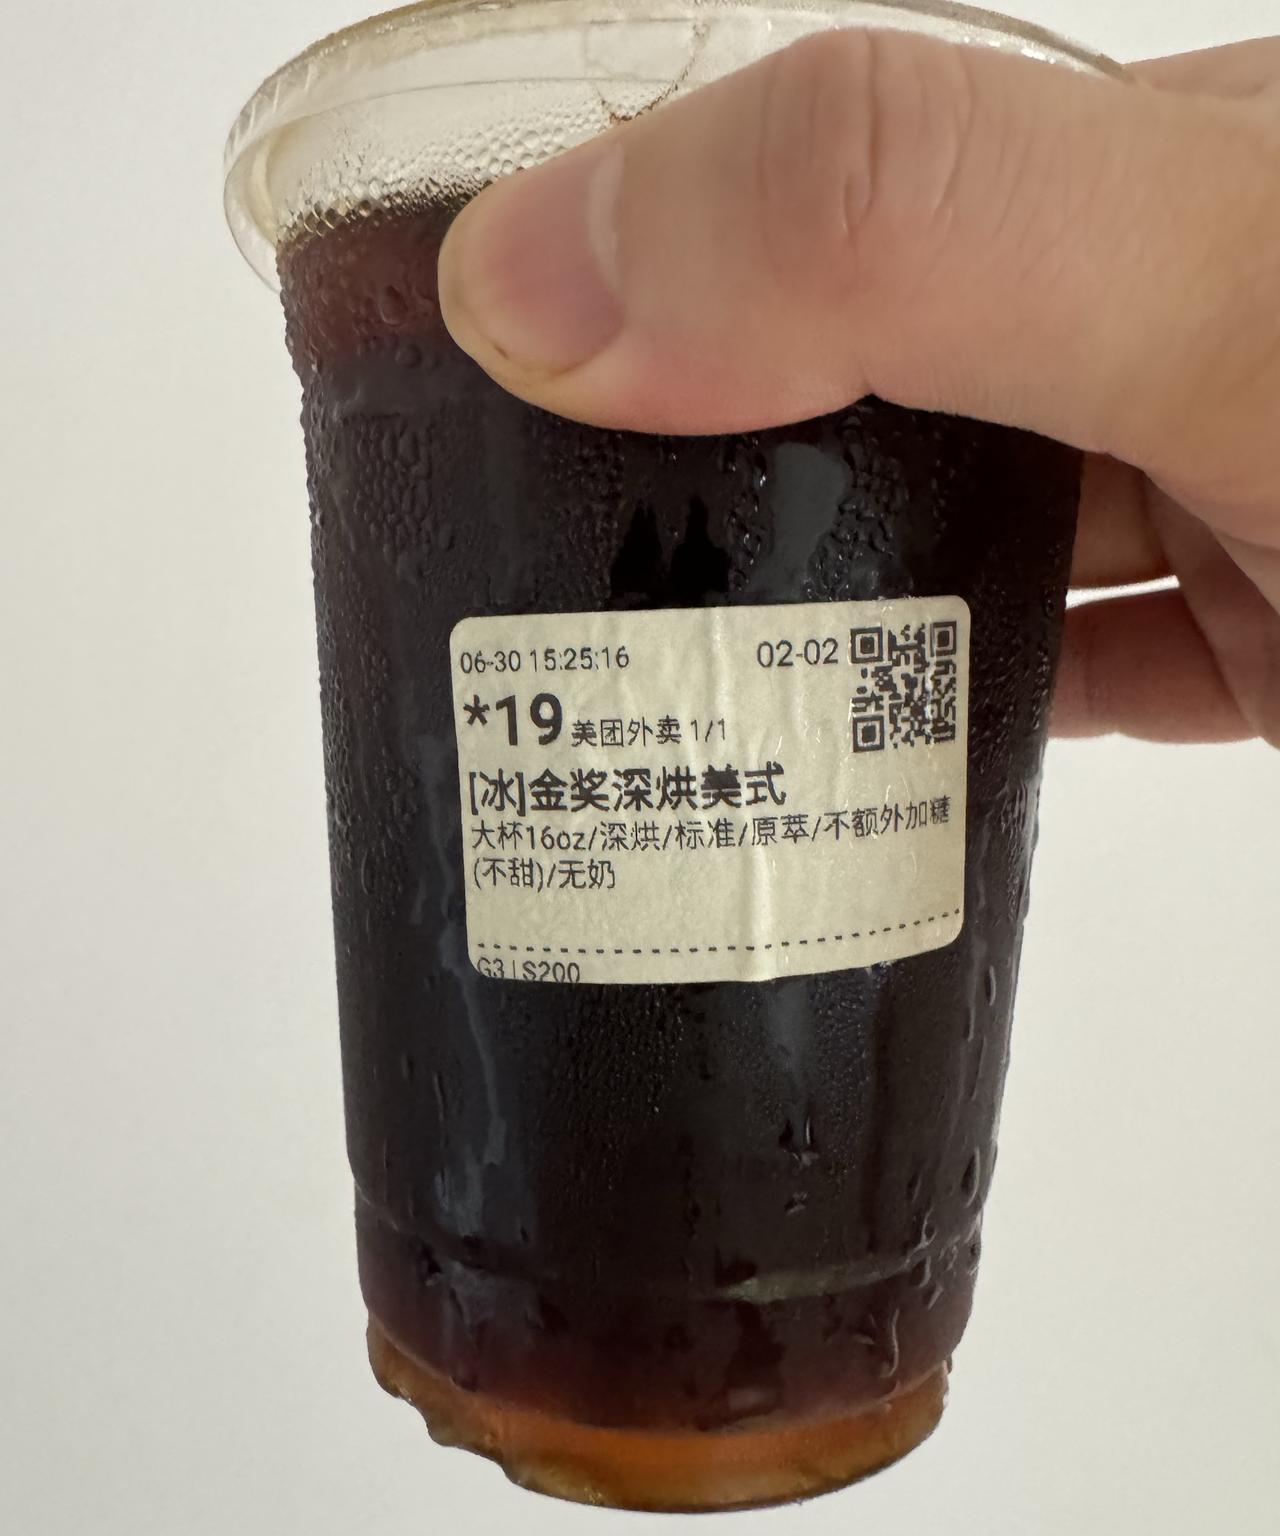 06-30 15:25:16 02-02
*19 美团外卖 1/1
[冰]金奖深烘美式
大杯16oz/深烘/标准/原萃/不额外加糖
(不甜)/无奶
G3|S200